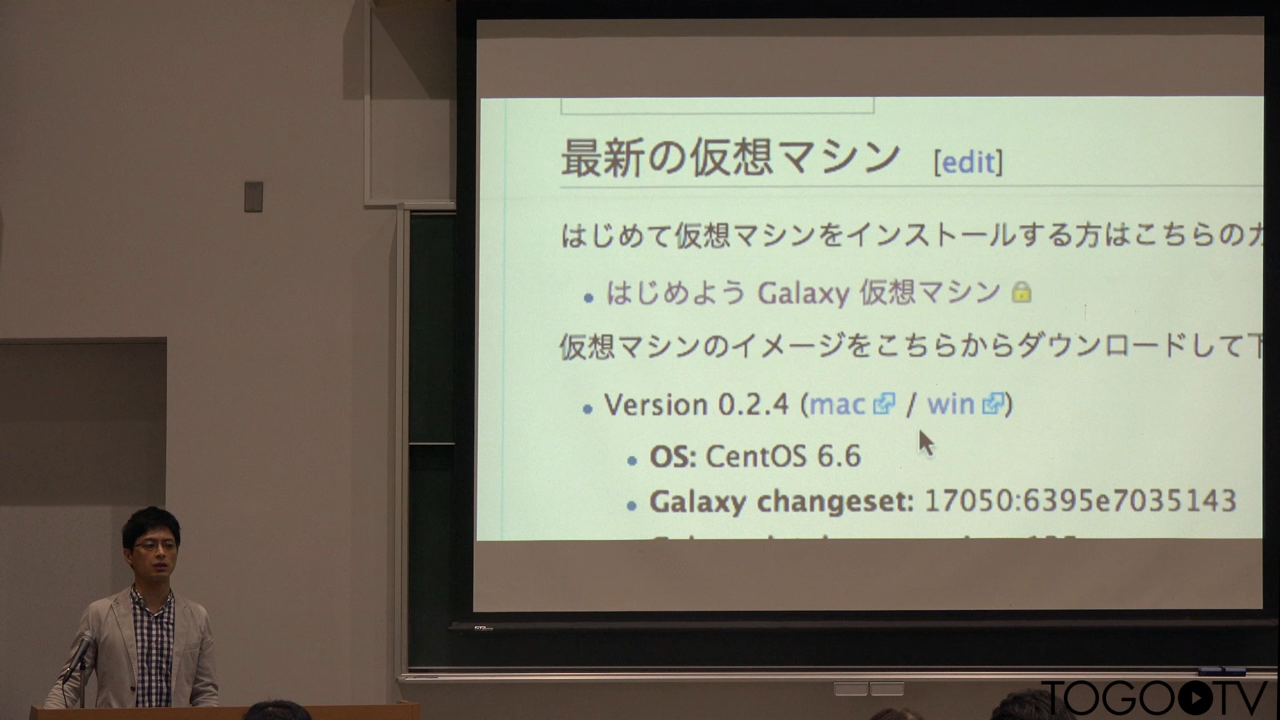 最新の仮想マシン [edit]
はじめて仮想マシンをインストールする方はこちらのガ
はじめよう Galaxy 仮想マシン
仮想マシンのイメージをこちらからダウンロードして下
Version 0.2.4 (mac / win)
OS: CentOS 6.6
Galaxy changeset: 17050:6395e7035143
TOGO TV